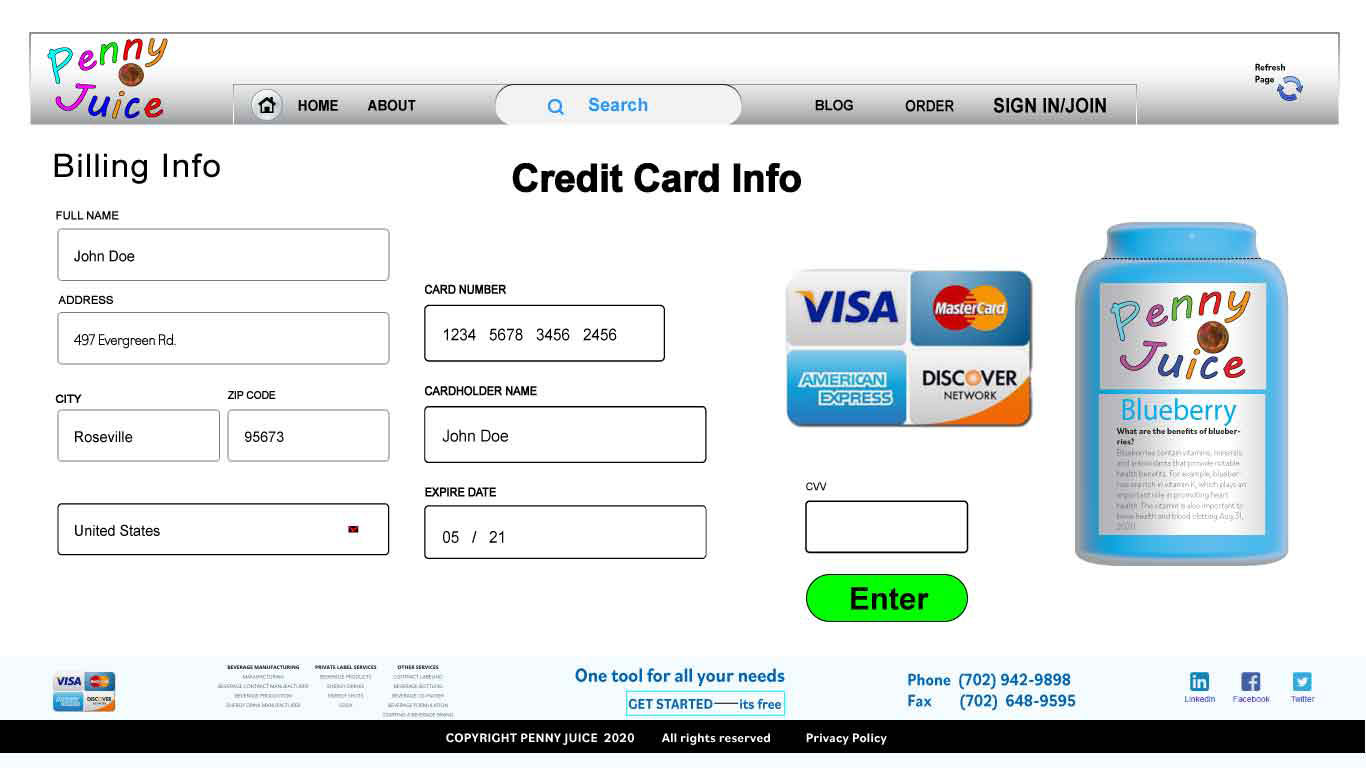 Penny
Juice
HOME ABOUT
Search
BLOG ORDER SIGN IN/JOIN
Refresh
Page
Billing Info
Credit Card Info
FULL NAME
John Doe
ADDRESS
497 Evergreen Rd.
CITY
ZIP CODE
Roseville
95673
United States
CARD NUMBER
1234 5678 3456 2456
CARDHOLDER NAME
John Doe
EXPIRE DATE
05 / 21
VISA
MasterCard
AMERICAN
EXPRESS
DISCOVER
NETWORK
CVV
Enter
Penny
Juice
Blueberry
What are the benefits of blueber-
ries?
Blueberries contain vitamins, minerals,
and antioxidants that provide notable
health benefits. For example, blueber-
ries are rich in vitamin K, which plays an
important role in promoting heart
health. The vitamin is also important to
bone health and blood clotting. Aug 31,
2020
VISA MasterCard
AMERICAN
EXPRESS
DISCOVER
BEVERAGE MANUFACTURING
MANUFACTURING
BEVERAGE CONTRACT MANUFACTURER
BEVERAGE PRODUCTION
ENERGY DRINK MANUFACTURER
PRIVATE LABEL SERVICES
BEVERAGE PRODUCTS
ENERGY DRINKS
ENERGY SHOTS
SODA
OTHER SERVICES
CONTRACT LABELING
BEVERAGE BOTTLING
BEVERAGE CO-PACKER
BEVERAGE FORMULATION
STARTING A BEVERAGE BRAND
One tool for all your needs
GET STARTED—its free
Phone (702) 942-9898
Fax (702) 648-9595
LinkedIn
Facebook
Twitter
COPYRIGHT PENNY JUICE 2020 All rights reserved Privacy Policy